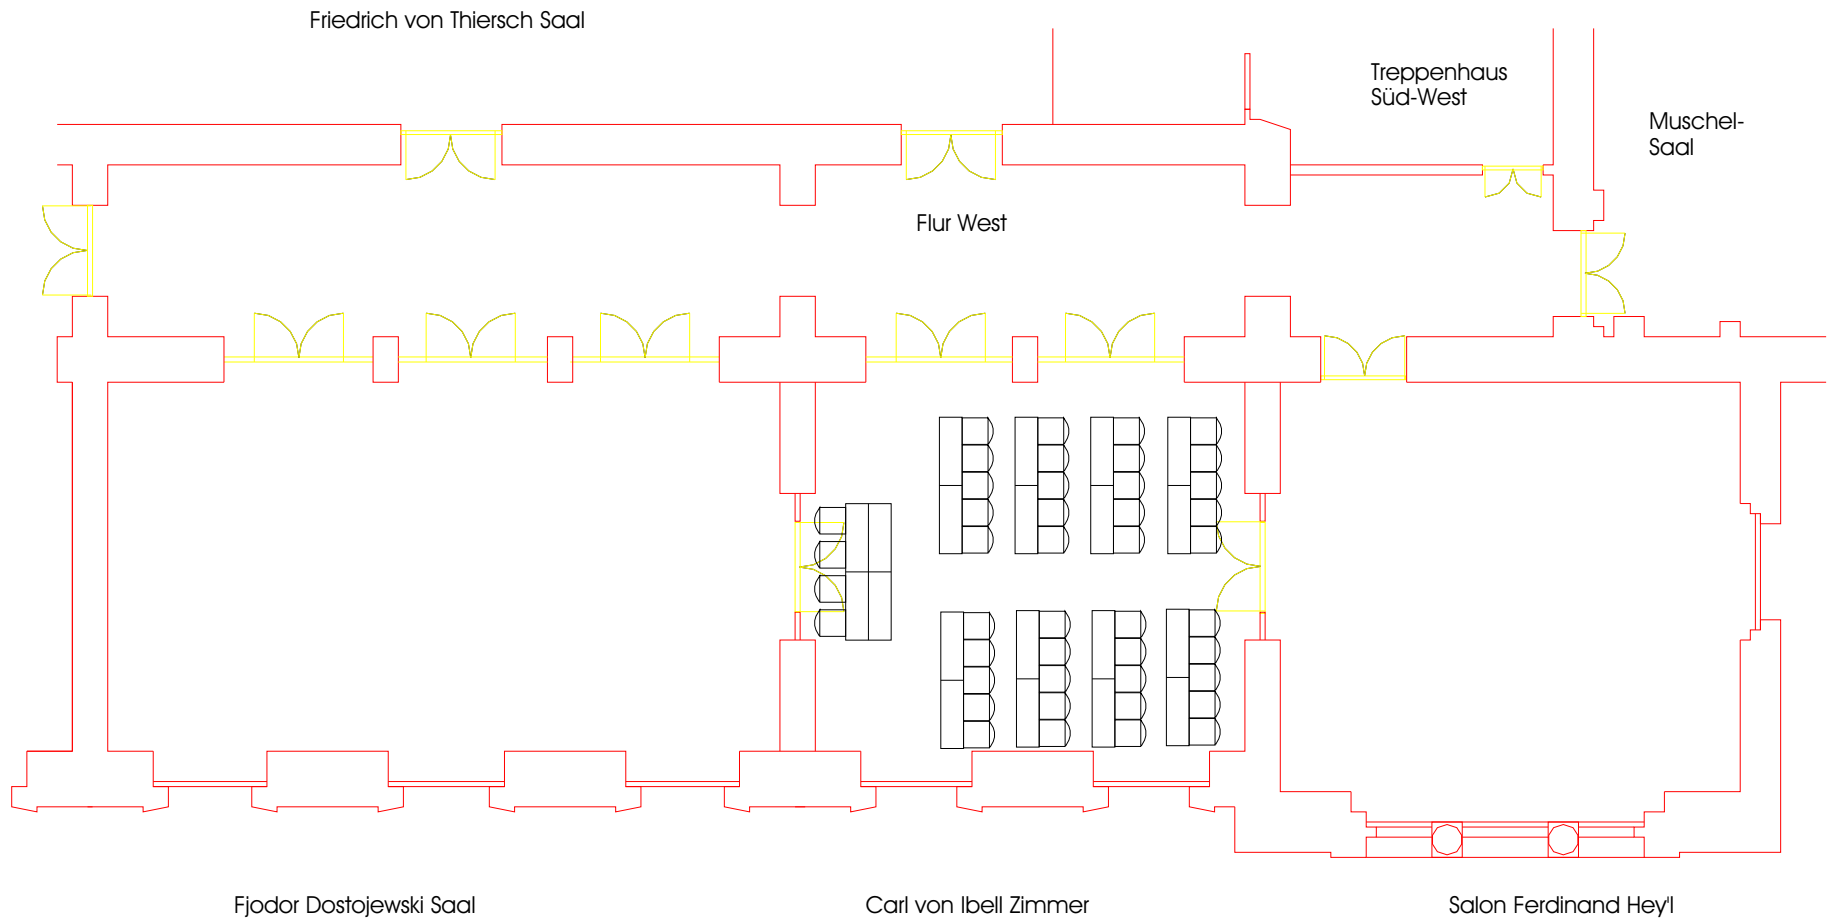 Friedrich von Thiersch Saal
Treppenhaus
Süd-West
Muschel-
Saal
Flur West
Fjodor Dostojewski Saal
Carl von Ibell Zimmer
Salon Ferdinand Hey'l